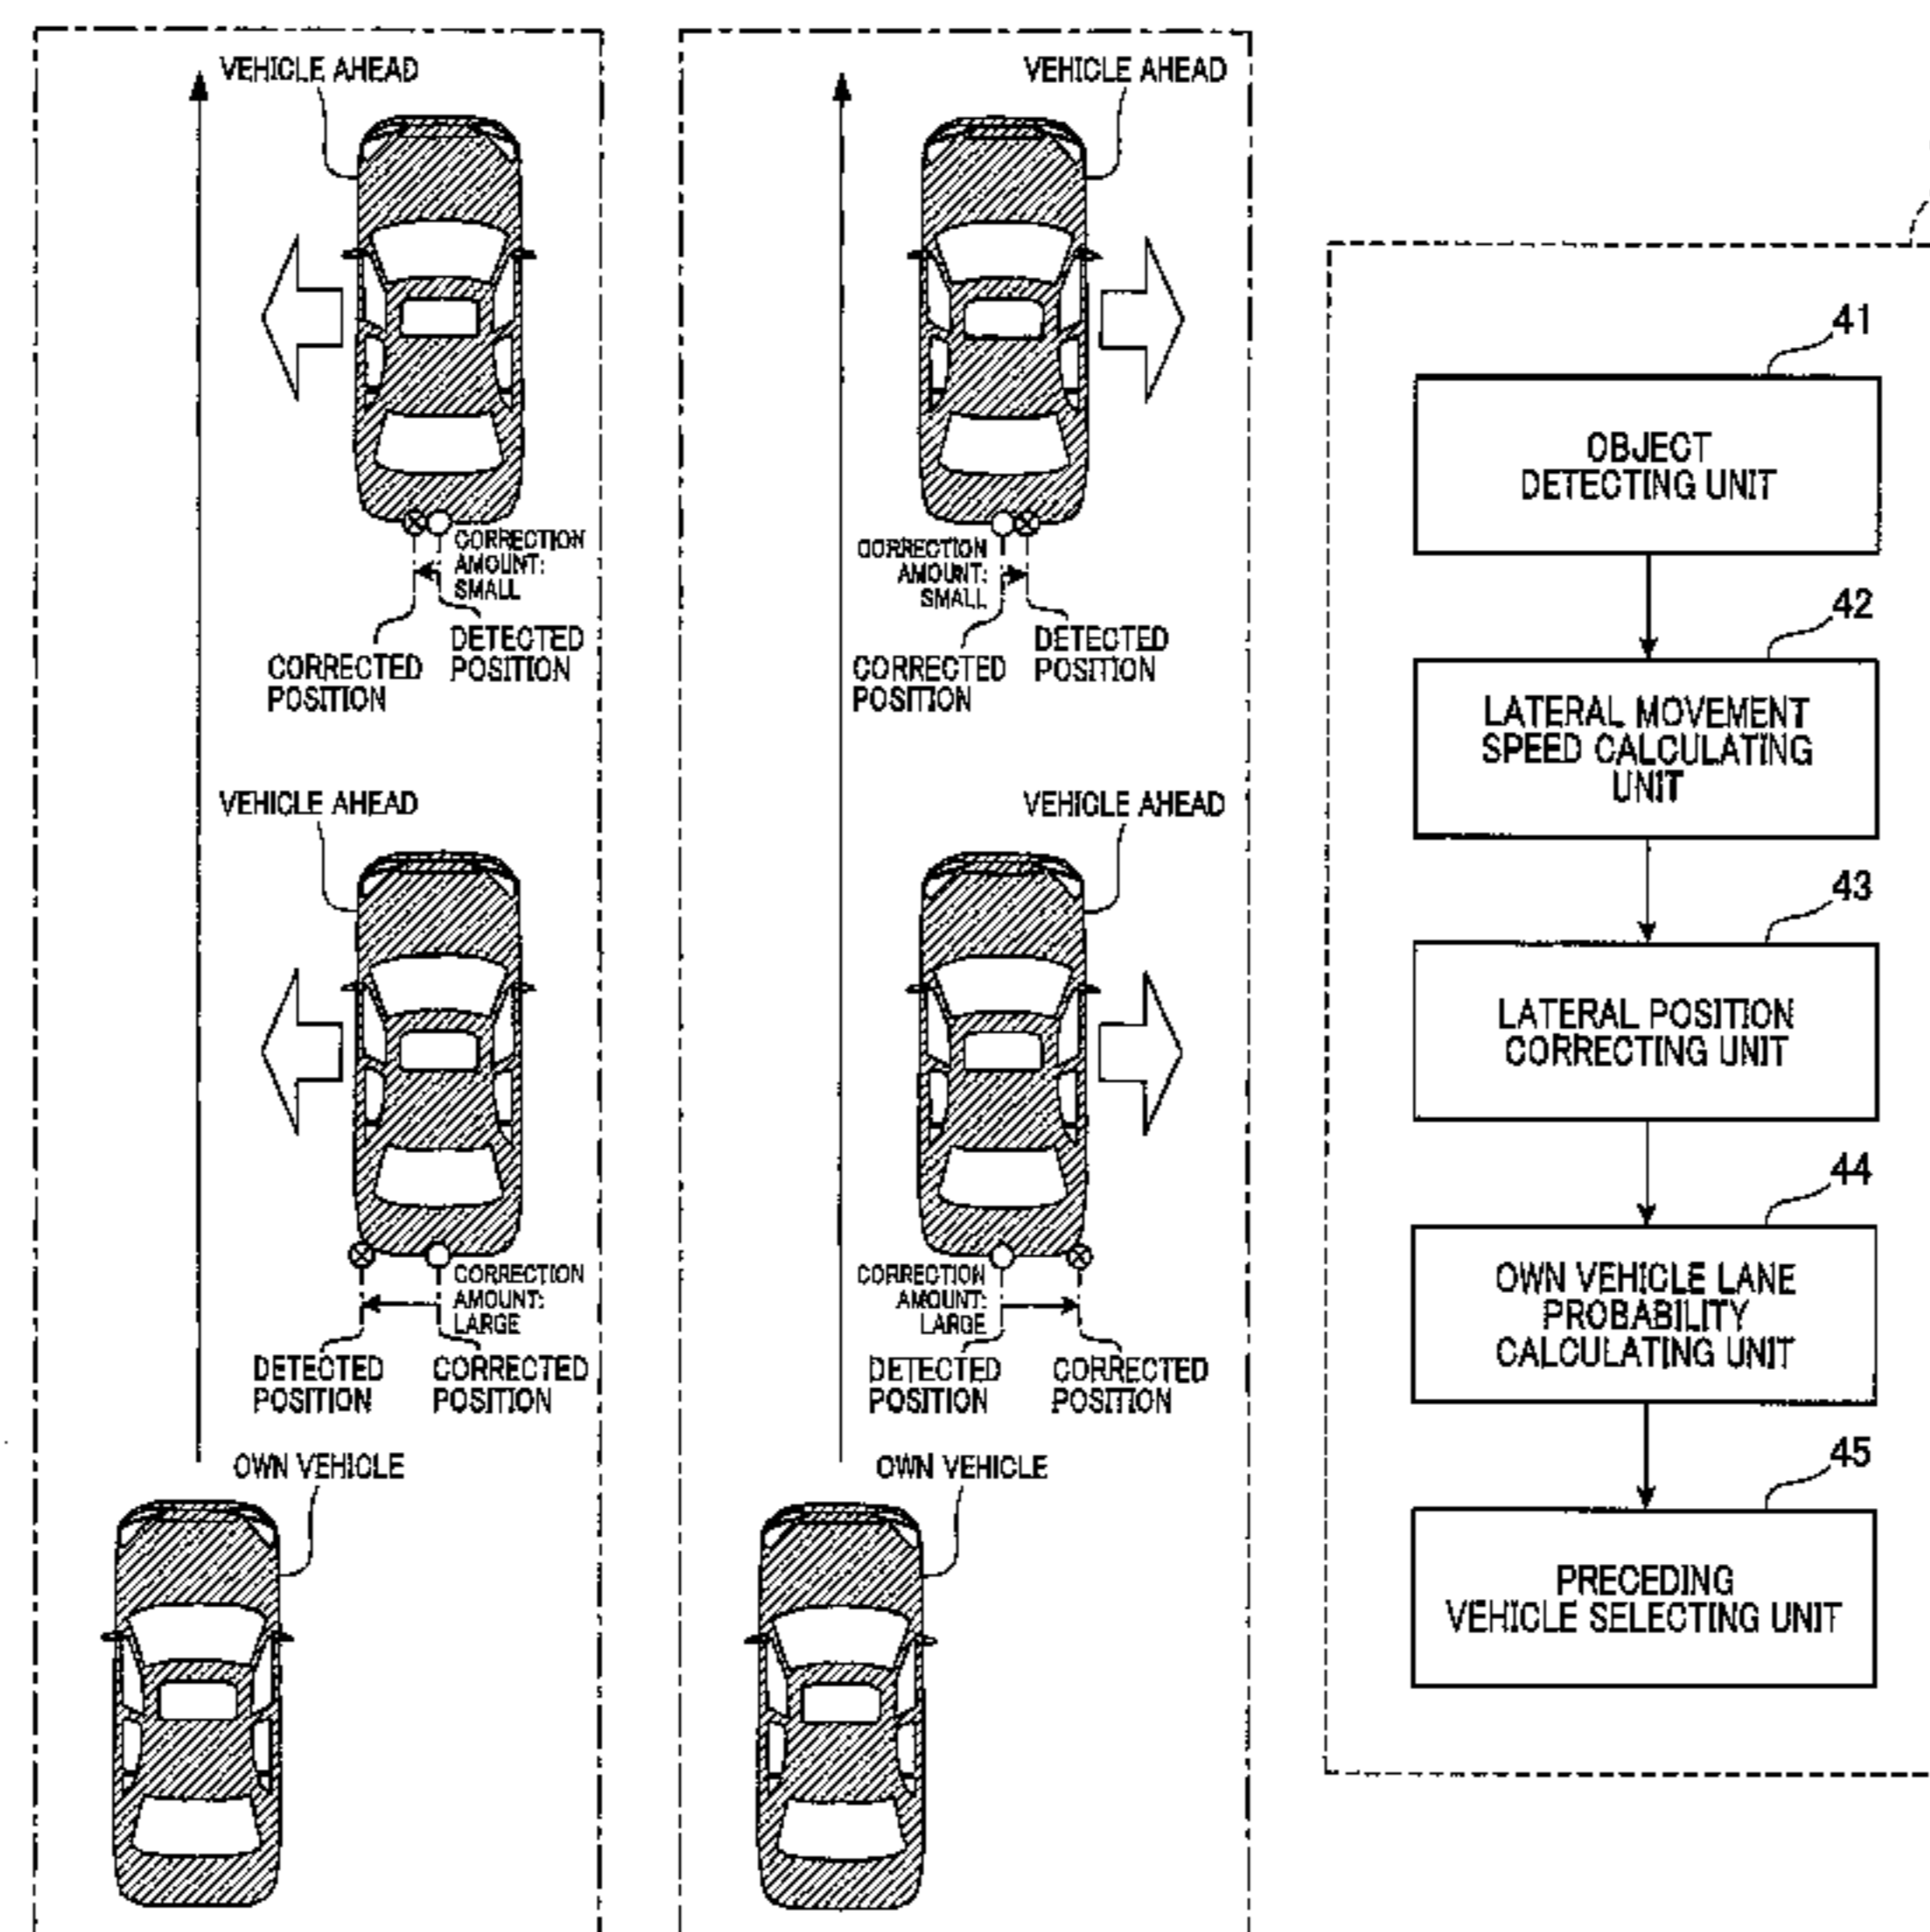 VEHICLE AHEAD
CORRECTION
AMOUNT:
SMALL
CORRECTED
POSITION
DETECTED
POSITION
VEHICLE AHEAD
CORRECTION
AMOUNT:
LARGE
DETECTED
POSITION
CORRECTED
POSITION
OWN VEHICLE
VEHICLE AHEAD
CORRECTION
AMOUNT:
SMALL
CORRECTED
POSITION
DETECTED
POSITION
VEHICLE AHEAD
CORRECTION
AMOUNT:
LARGE
DETECTED
POSITION
CORRECTED
POSITION
OWN VEHICLE
41
OBJECT
DETECTING UNIT
42
LATERAL MOVEMENT
SPEED CALCULATING
UNIT
43
LATERAL POSITION
CORRECTING UNIT
44
OWN VEHICLE LANE
PROBABILITY
CALCULATING UNIT
45
PRECEDING
VEHICLE SELECTING UNIT